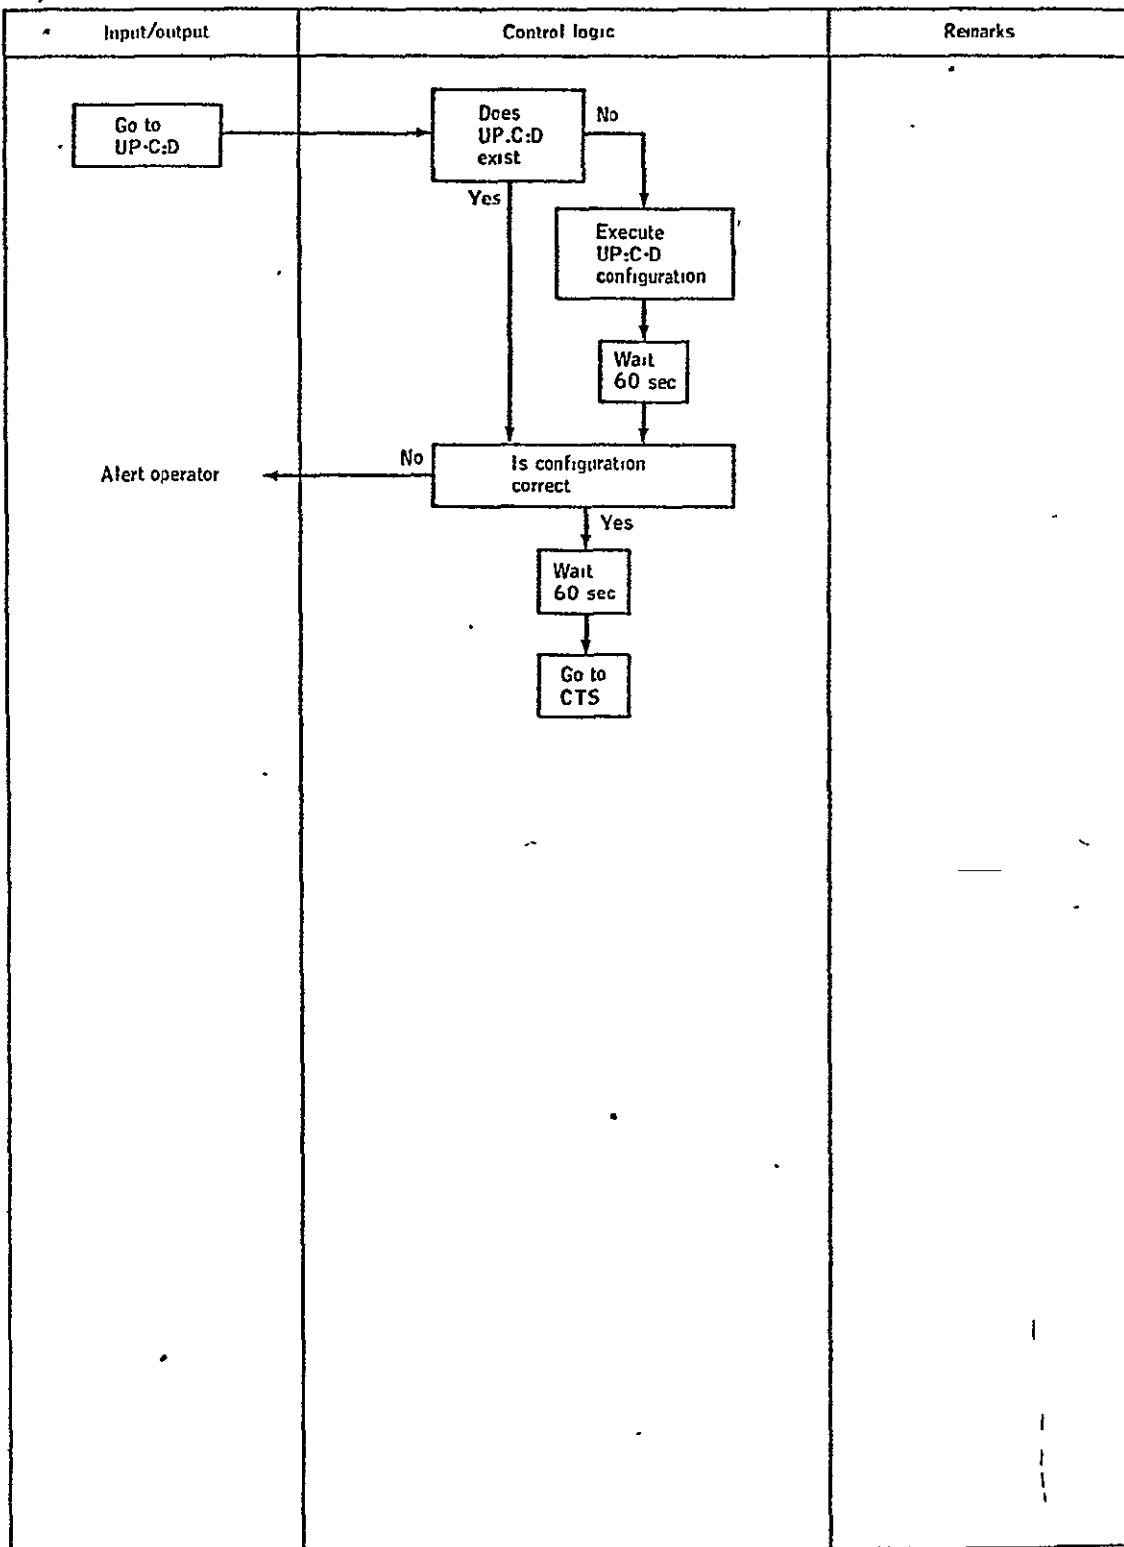 Input/output
Control logic
Remarks
Go to
UP·C:D
Does
UP.C:D
exist
No
Yes
Execute
UP:C·D
configuration
Wait
60 sec
Alert operator
No
Is configuration
correct
Yes
Wait
60 sec
Go to
CTS